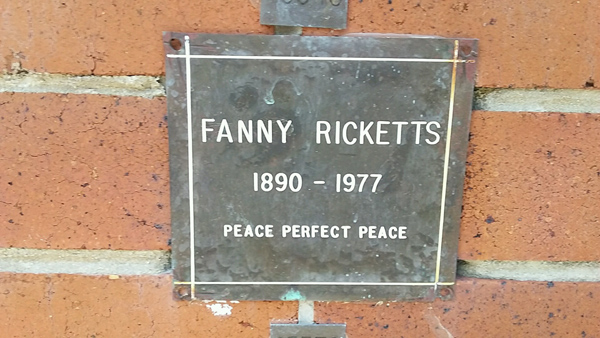 FANNY RICKETTS
1890 - 1977
PEACE PERFECT PEACE